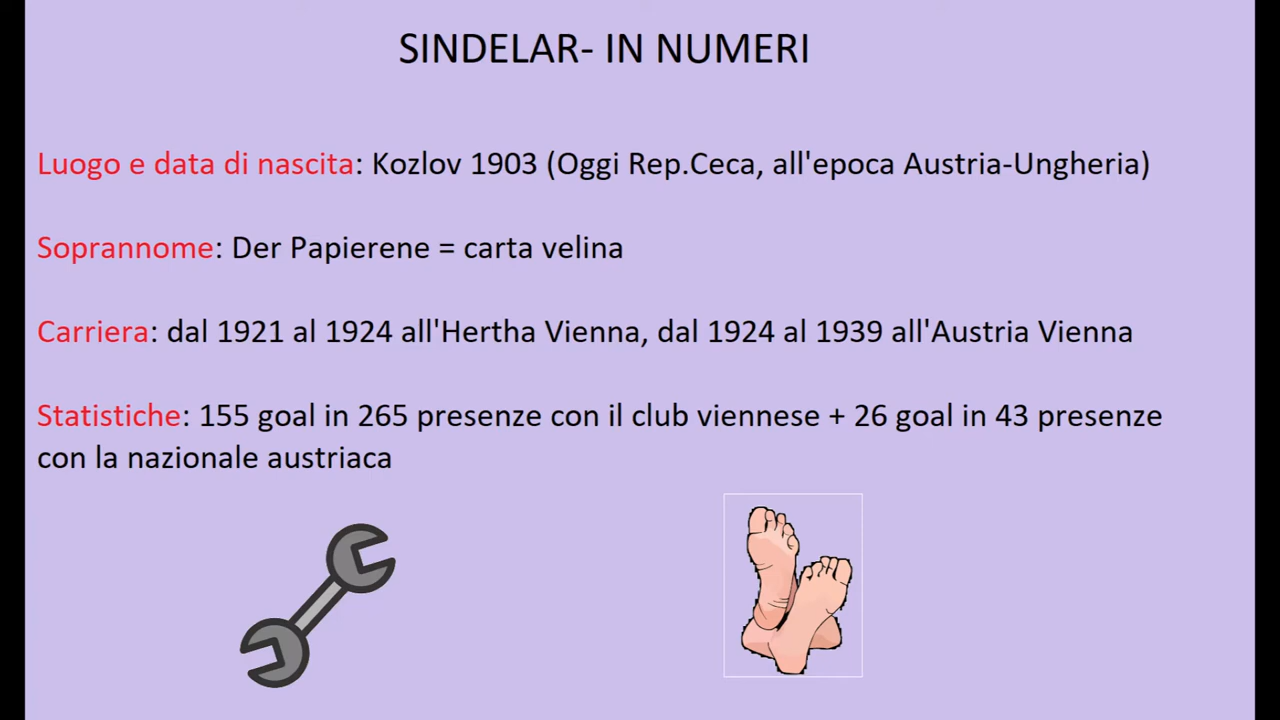 SINDELAR- IN NUMERI
Luogo e data di nascita: Kozlov 1903 (Oggi Rep.Ceca, all'epoca Austria-Ungheria)
Soprannome: Der Papierene = carta velina
Carriera: dal 1921 al 1924 all'Hertha Vienna, dal 1924 al 1939 all'Austria Vienna
Statistiche: 155 goal in 265 presenze con il club viennese + 26 goal in 43 presenze
con la nazionale austriaca